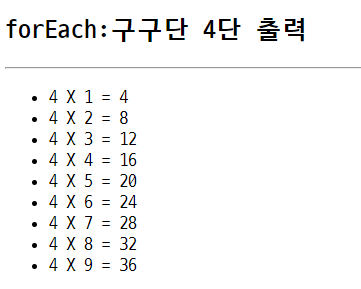 forEach:구구단 4단 출력
• 4 X 1 = 4
• 4 X 2 = 8
• 4 X 3 = 12
• 4 X 4 = 16
• 4 X 5 = 20
• 4 X 6 = 24
• 4 X 7 = 28
• 4 X 8 = 32
• 4 X 9 = 36